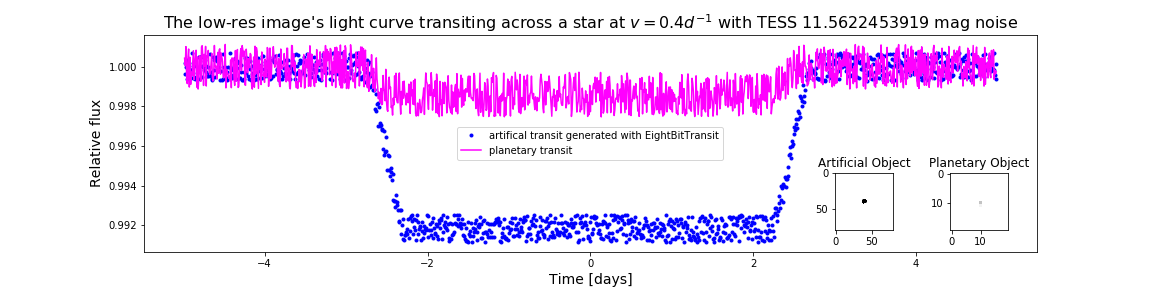 The low-res image's light curve transiting across a star at v = 0.4d⁻¹ with TESS 11.5622453919 mag noise
Relative flux
1.000
0.998
0.996
0.994
0.992
artifical transit generated with EightBitTransit
planetary transit
Artificial Object
0
50
0
50
Planetary Object
0
10
0
10
−4
−2
0
2
4
Time [days]